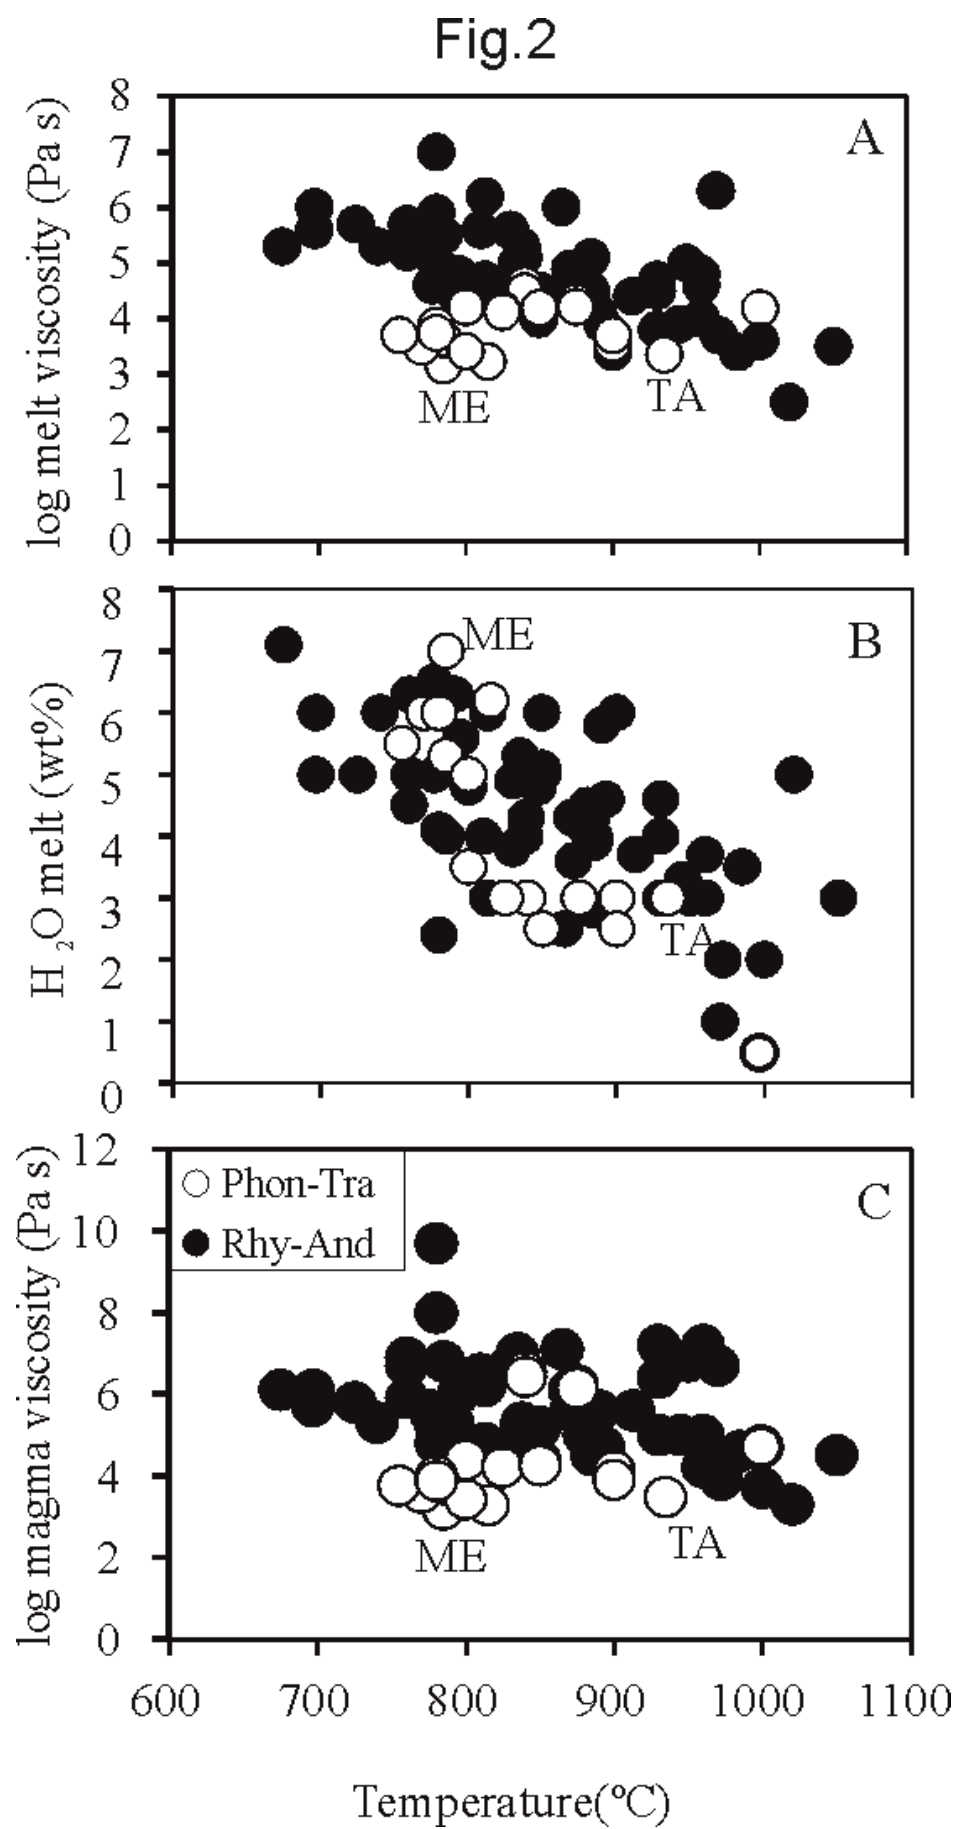 Fig.2
log melt viscosity (Pa s)
8
7
6
5
4
3
2
1
0
A
ME
TA
H2O melt (wt%)
8
7
6
5
4
3
2
1
0
B
ME
TA
log magma viscosity (Pa s)
12
10
8
6
4
2
0
Phon-Tra
Rhy-And
C
ME
TA
600 700 800 900 1000 1100
Temperature(ºC)